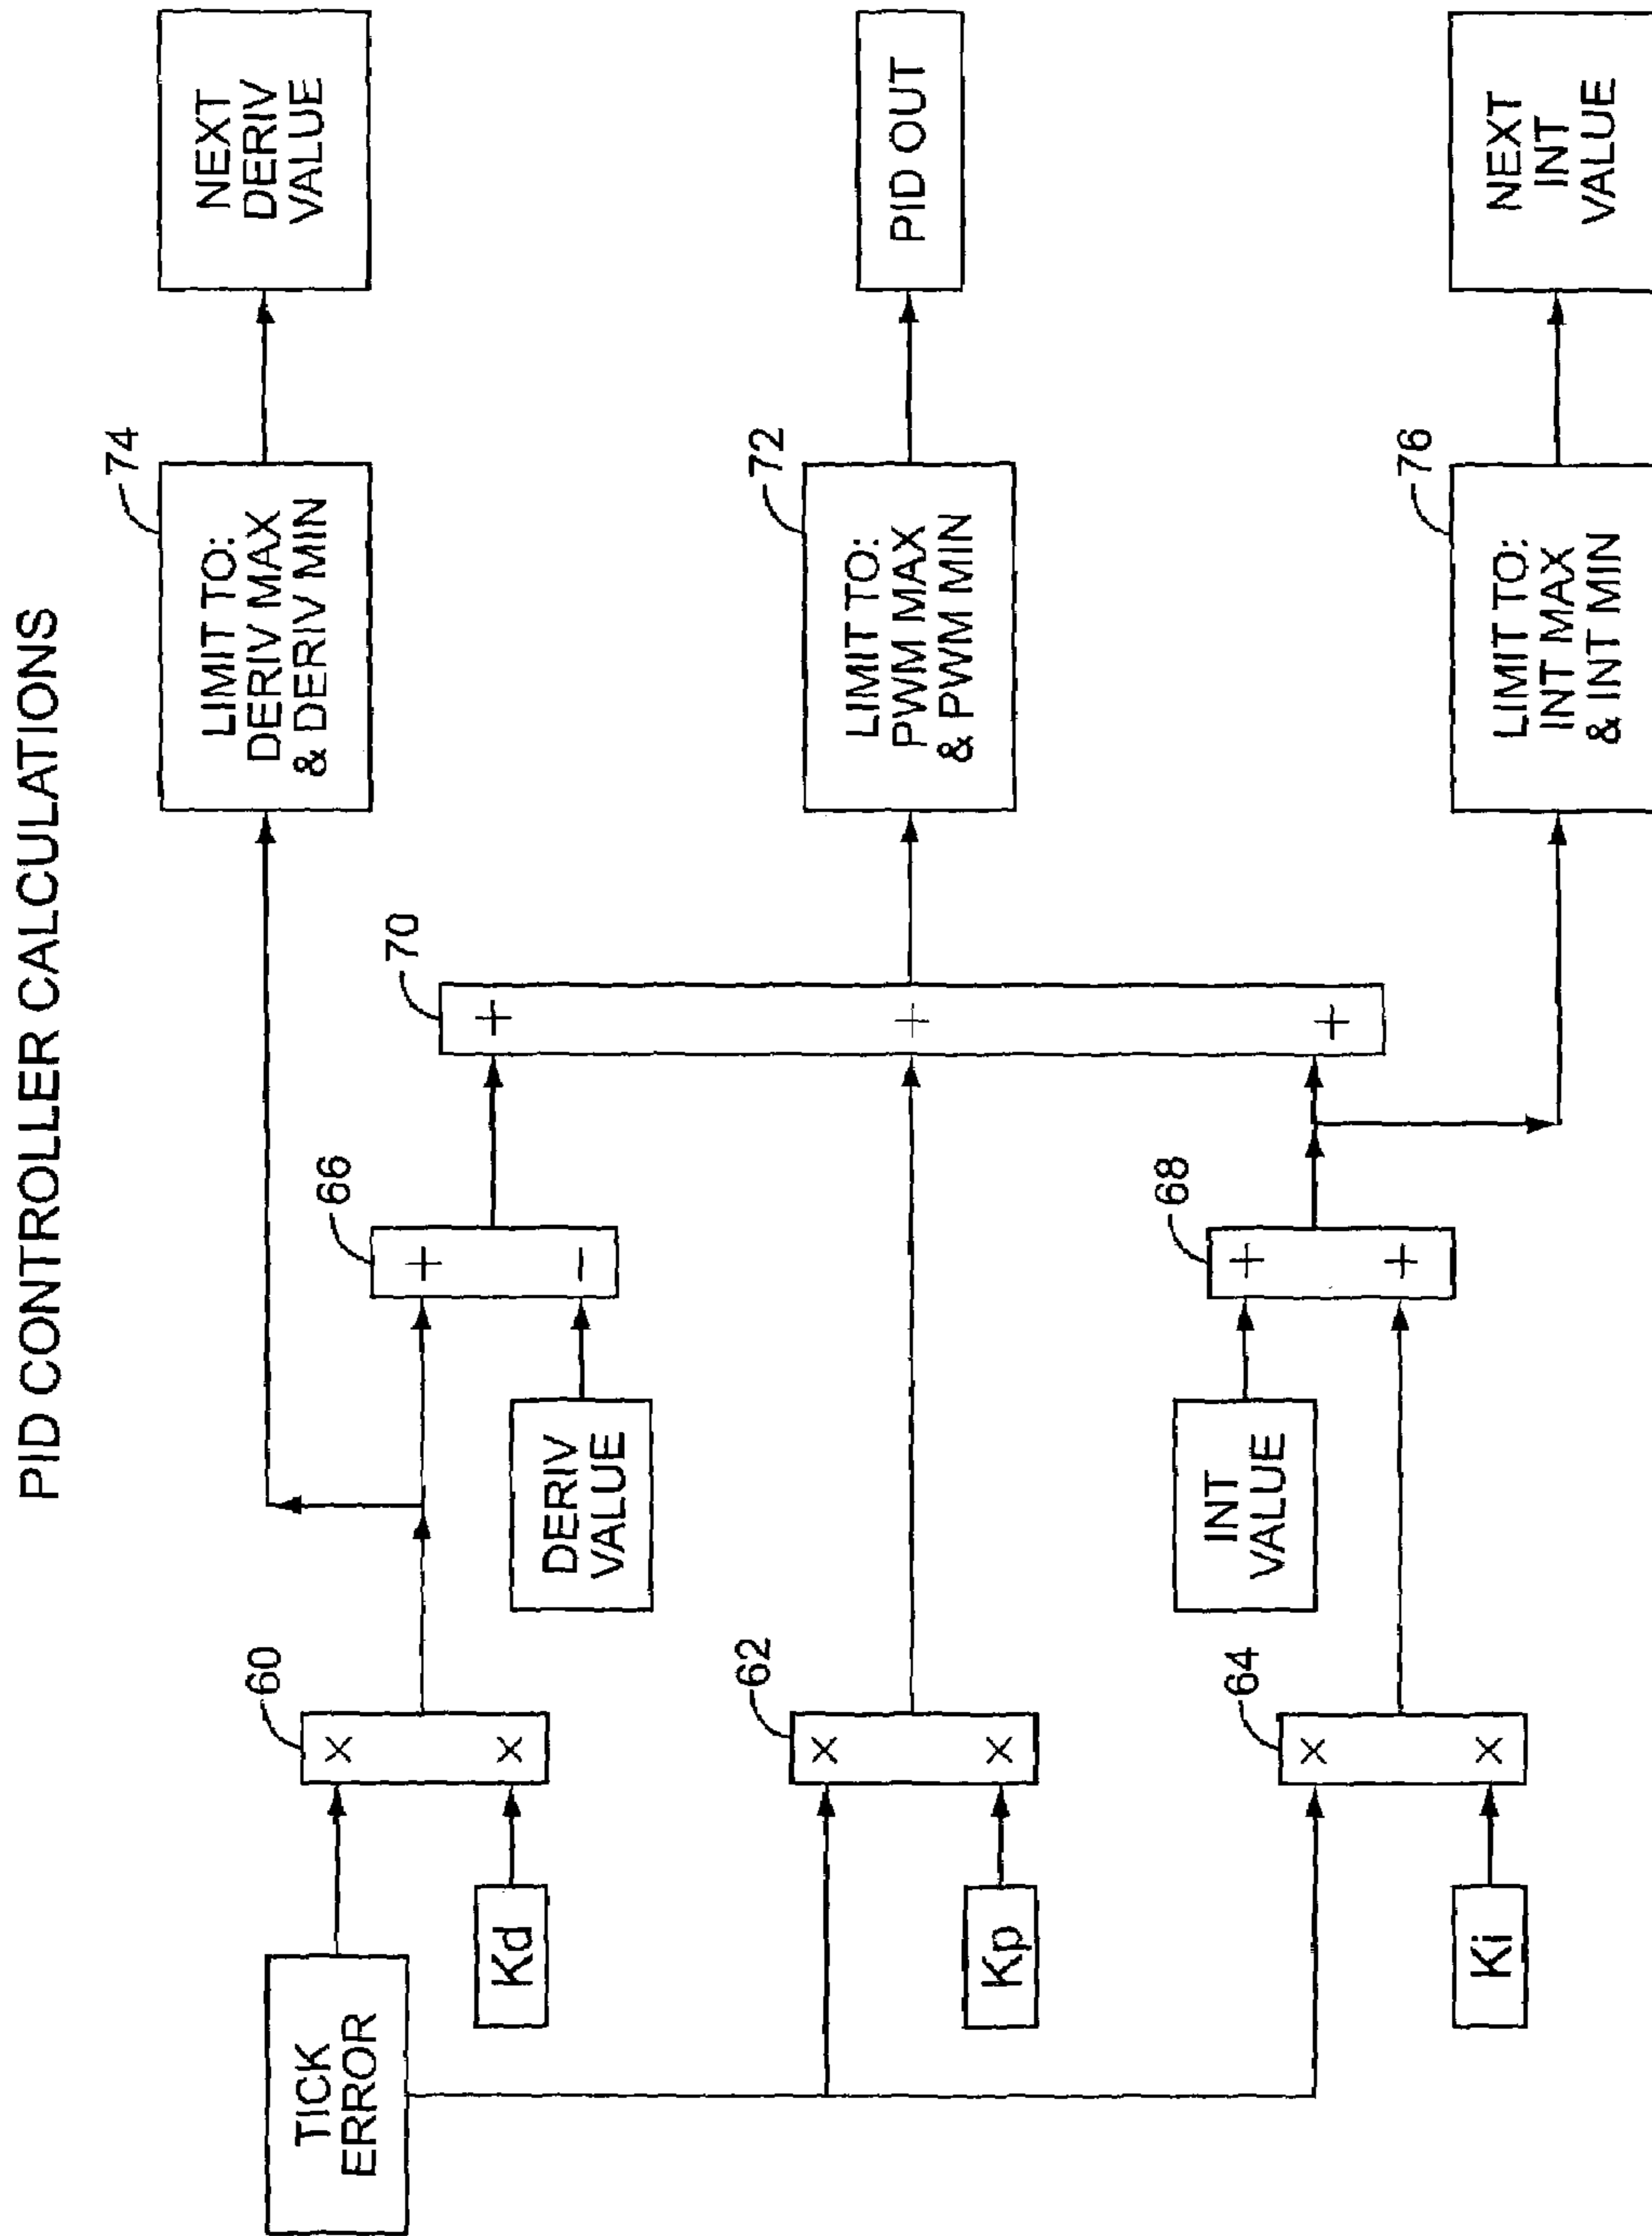 PID CONTROLLER CALCULATIONS
TICK
ERROR
Kd
60
×
×
DERIV
VALUE
66
+
−
74
LIMIT TO:
DERIV MAX
& DERIV MIN
NEXT
DERIV
VALUE
Kp
62
×
×
70
+
+
+
72
LIMIT TO:
PWM MAX
& PWM MIN
PID OUT
Ki
64
×
×
INT
VALUE
68
+
+
76
LIMIT TO:
INT MAX
& INT MIN
NEXT
INT
VALUE